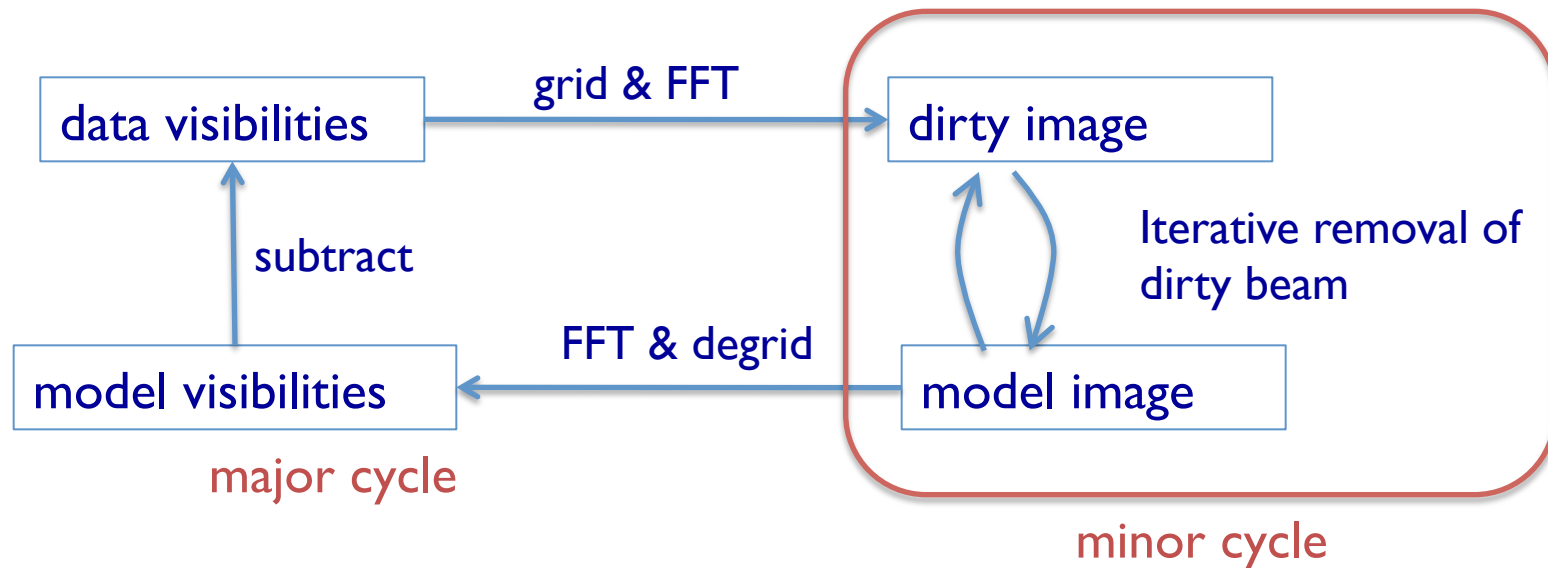 grid & FFT
data visibilities
dirty image
subtract
Iterative removal of
dirty beam
FFT & degrid
model visibilities
model image
major cycle
minor cycle